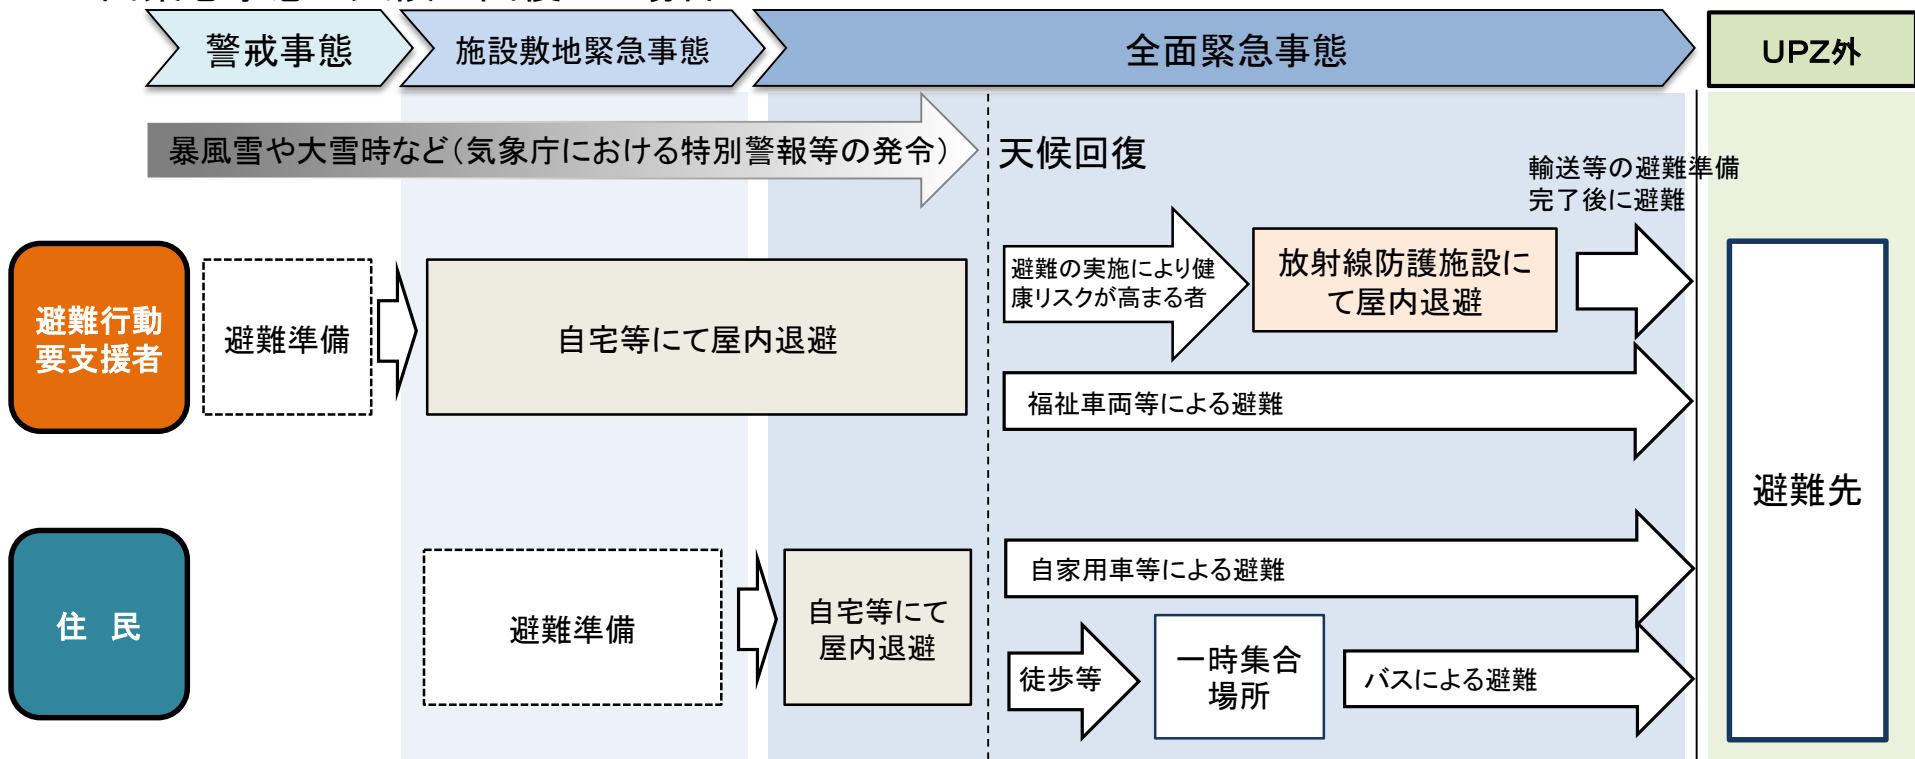 警戒事態
施設敷地緊急事態
全面緊急事態
UPZ外
暴風雪や大雪時など(気象庁における特別警報等の発令)
天候回復
輸送等の避難準備
完了後に避難
避難行動
要支援者
避難準備
自宅等にて屋内退避
避難の実施により健
康リスクが高まる者
放射線防護施設に
て屋内退避
福祉車両等による避難
避難先
住 民
避難準備
自宅等にて
屋内退避
自家用車等による避難
徒歩等
一時集合
場所
バスによる避難